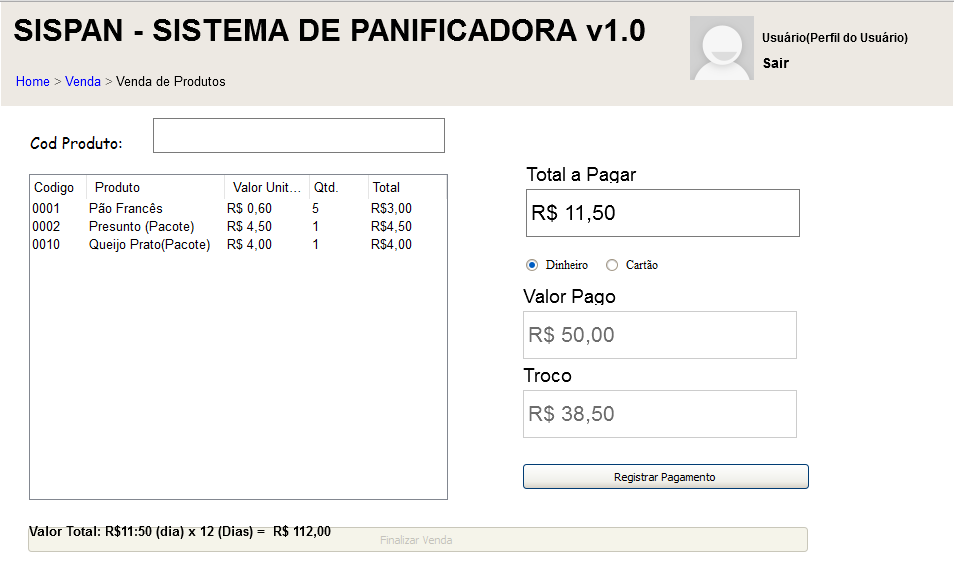 SISPAN - SISTEMA DE PANIFICADORA v1.0
Usuário(Perfil do Usuário)
Sair
Home > Venda > Venda de Produtos
Cod Produto:
Codigo Produto Valor Unit... Qtd. Total
0001 Pão Francês R$ 0,60 5 R$3,00
0002 Presunto (Pacote) R$ 4,50 1 R$4,50
0010 Queijo Prato(Pacote) R$ 4,00 1 R$4,00
Total a Pagar
R$ 11,50
Dinheiro Cartão
Valor Pago
R$ 50,00
Troco
R$ 38,50
Registrar Pagamento
Valor Total: R$11:50 (dia) x 12 (Dias) = R$ 112,00
Finalizar Venda